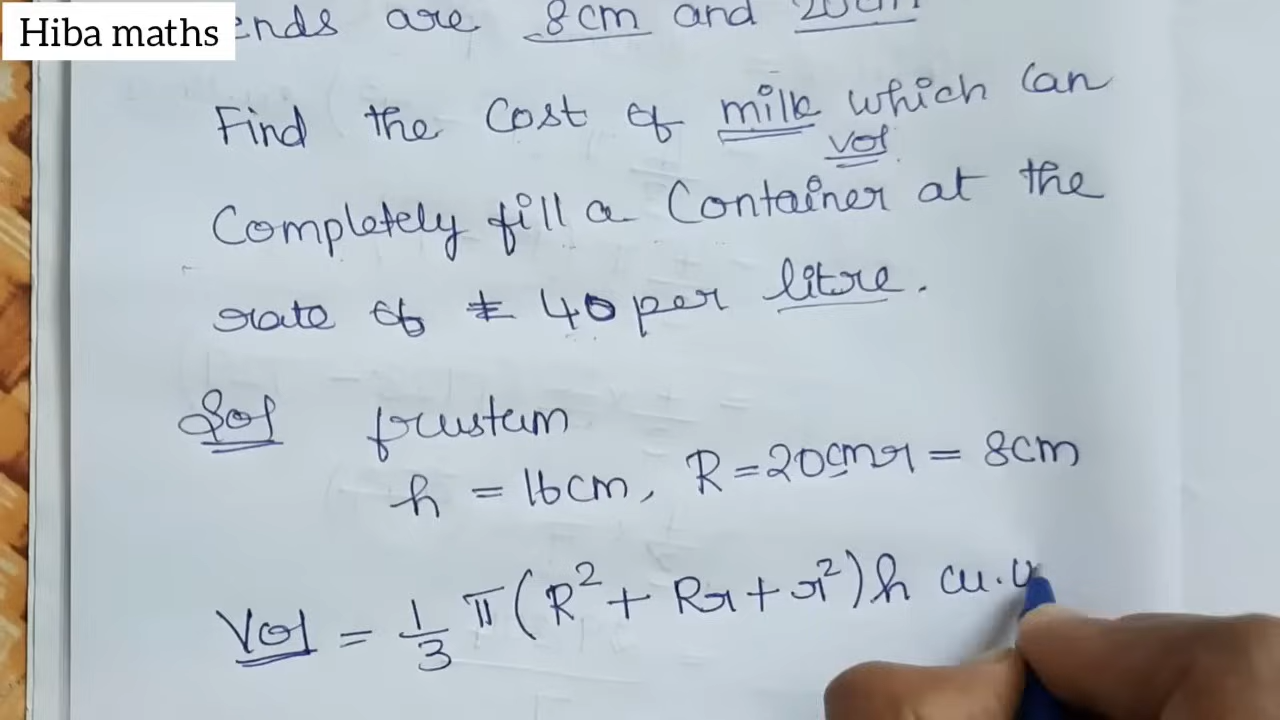 Hiba maths
ends are 8cm and 20cm
Find the Cost of milk which Can
vol.
Completely fill a Container at the
rate of ₹ 40 per litre.
Sol frustum
h = 16cm, R = 20cm r = 8cm
Vol = 1/3 π (R² + Rr + r²) h cu.u